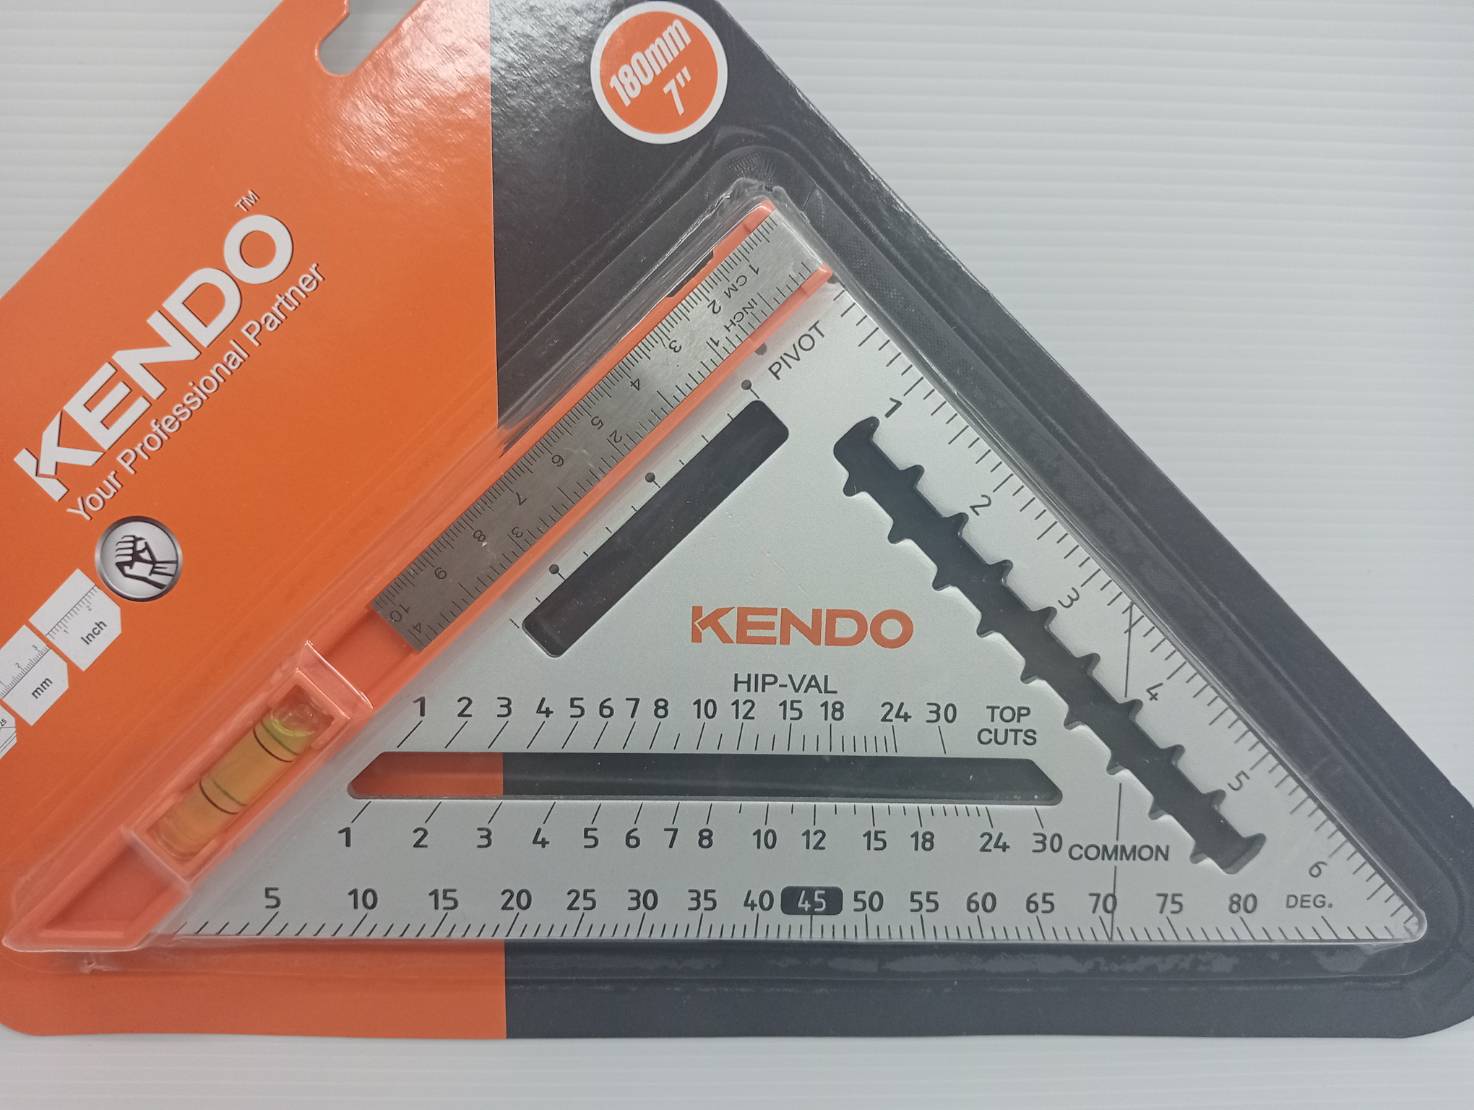 180mm
7"
KENDO™
Your Professional Partner
Inch
mm
1 CM 2 3 4 5 6 7 8 9 10
INCH 1 2 3 4
PIVOT
1 2 3 4 5 6
KENDO
HIP-VAL
1 2 3 4 5 6 7 8 10 12 15 18 24 30 TOP
CUTS
1 2 3 4 5 6 7 8 10 12 15 18 24 30 COMMON
5 10 15 20 25 30 35 40 45 50 55 60 65 70 75 80 DEG.